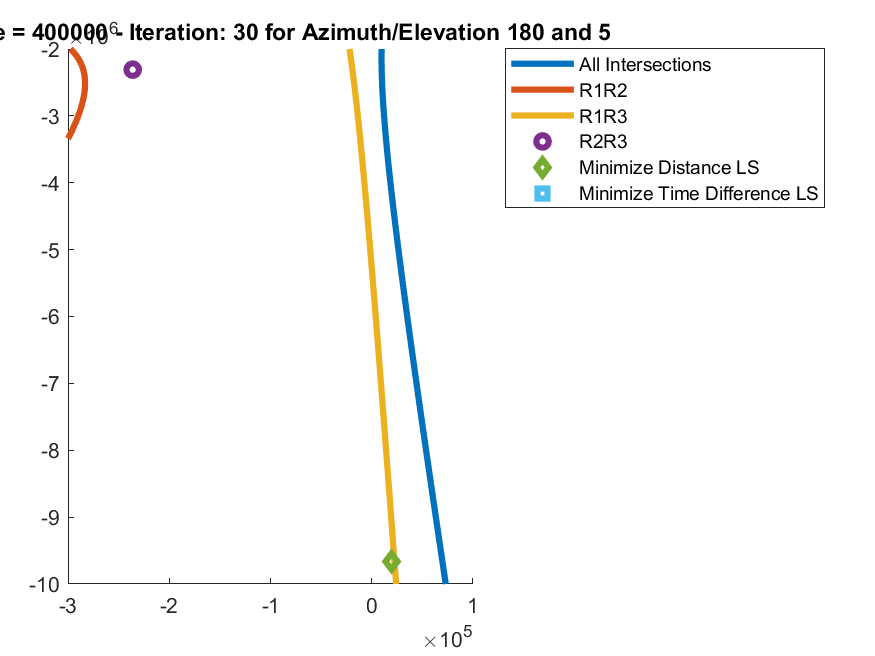 e = 400000 - Iteration: 30 for Azimuth/Elevation 180 and 5
×10^6
-2
-3
-4
-5
-6
-7
-8
-9
-10
-3 -2 -1 0 1
×10^5
All Intersections
R1R2
R1R3
R2R3
Minimize Distance LS
Minimize Time Difference LS